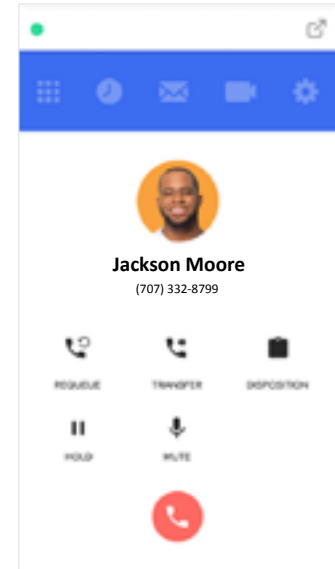 Jackson Moore
(707) 332-8799
REQUEUE TRANSFER DISPOSITION
HOLD MUTE